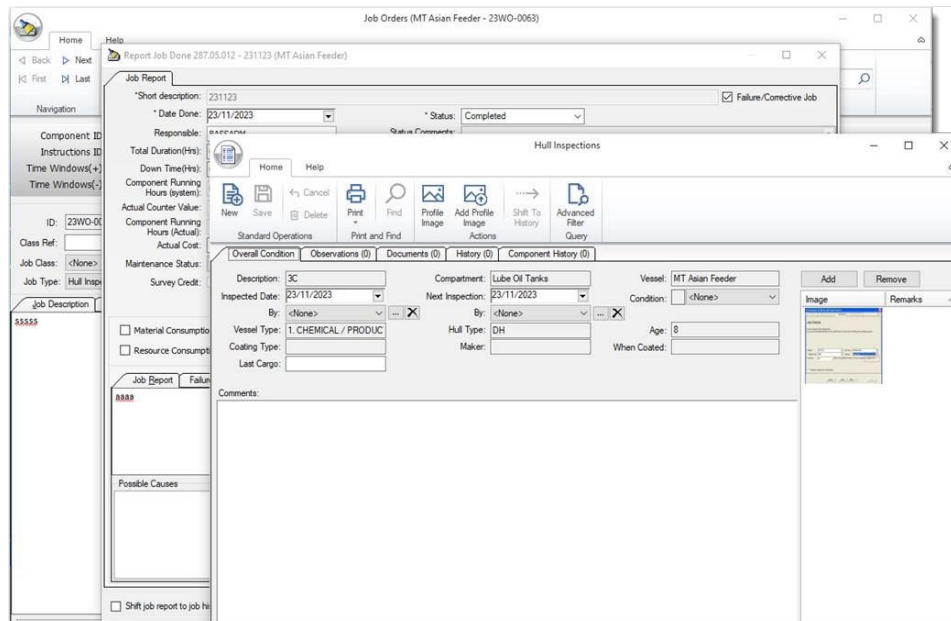 Job Orders (MT Asian Feeder - 23WO-0063)
Home Help
Back Next
First Last
Navigation
Component ID
Instructions ID
Time Windows(+)
Time Windows(-)
ID: 23WO-00
Class Ref:
Job Class: <None>
Job Type: Hull Insp
Job Description
sssss
Report Job Done 287.05.012 - 231123 (MT Asian Feeder)
Job Report
*Short description: 231123
Failure/Corrective Job
* Date Done: 23/11/2023 * Status: Completed
Responsible: BASSADM Status Comments:
Total Duration(Hrs):
Down Time(Hrs):
Component Running Hours (system):
Actual Counter Value:
Component Running Hours (Actual):
Actual Cost:
Maintenance Status:
Survey Credit:
Material Consumptio
Resource Consumpti
Job Report Failur
aaaa
Possible Causes
Shift job report to job hi
Hull Inspections
Home Help
New Save Cancel Delete Print Find Profile Image Add Profile Image Shift To History Advanced Filter
Standard Operations Print and Find Actions Query
Overall Condition Observations (0) Documents (0) History (0) Component History (0)
Description: 3C Compartment: Lube Oil Tanks Vessel: MT Asian Feeder Add Remove
Inspected Date: 23/11/2023 Next Inspection: 23/11/2023 Condition: <None> Image Remarks
By: <None> ... By: <None> ...
Vessel Type: 1. CHEMICAL / PRODUC Hull Type: DH Age: 8
Coating Type: Maker: When Coated:
Last Cargo:
Comments: